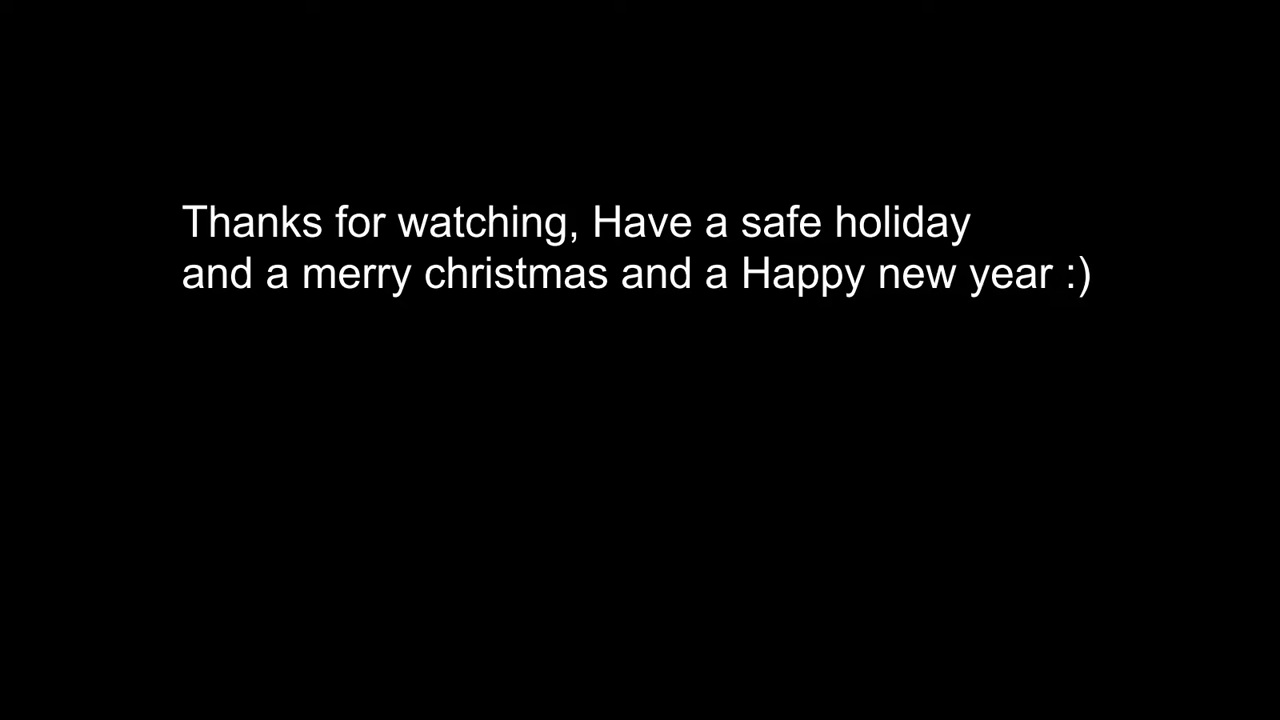 Thanks for watching, Have a safe holiday
and a merry christmas and a Happy new year :)